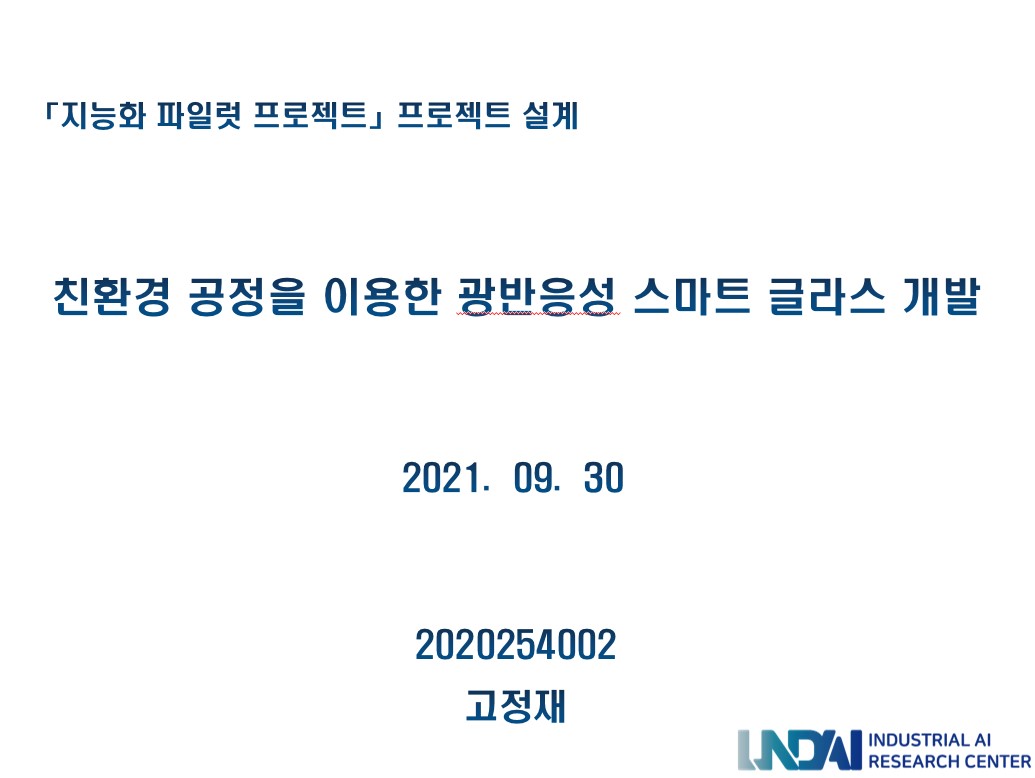 「지능화 파일럿 프로젝트」 프로젝트 설계
친환경 공정을 이용한 광반응성 스마트 글라스 개발
2021. 09. 30
2020254002
고정재
INDAI INDUSTRIAL AI
RESEARCH CENTER